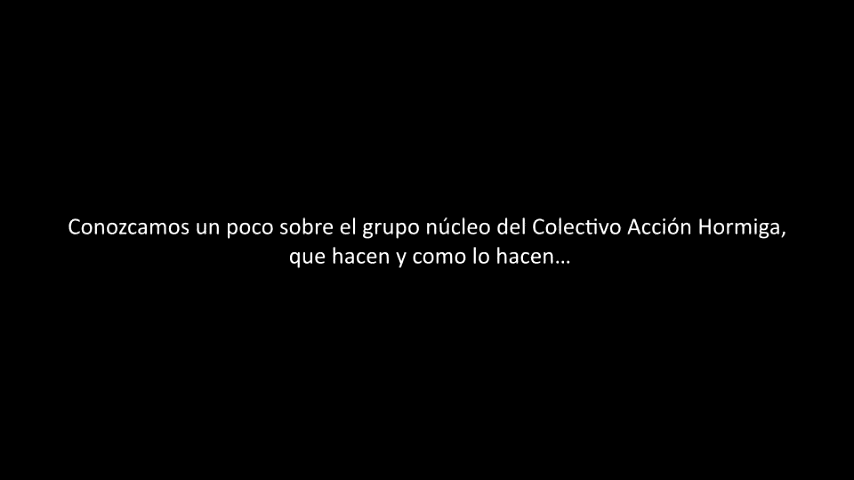 Conozcamos un poco sobre el grupo núcleo del Colectivo Acción Hormiga,
que hacen y como lo hacen...